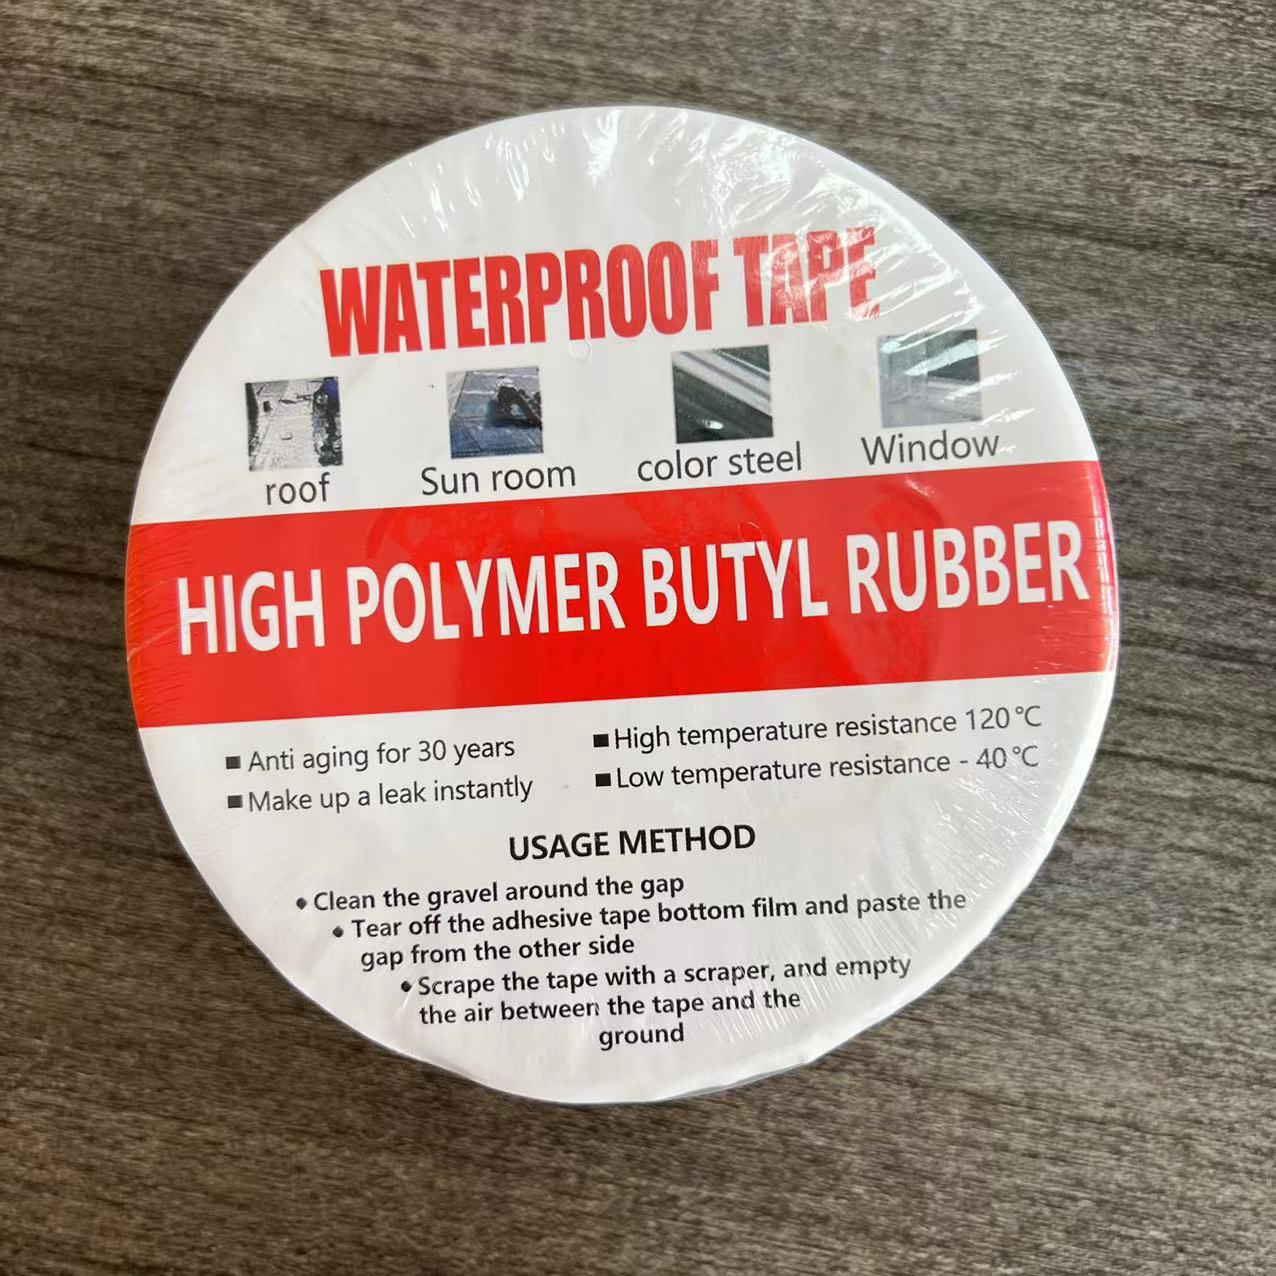 WATERPROOF TAPE
roof Sun room color steel Window
HIGH POLYMER BUTYL RUBBER
■ Anti aging for 30 years ■ High temperature resistance 120℃
■ Make up a leak instantly ■ Low temperature resistance - 40℃
USAGE METHOD
• Clean the gravel around the gap
• Tear off the adhesive tape bottom film and paste the
gap from the other side
• Scrape the tape with a scraper, and empty
the air between the tape and the
ground